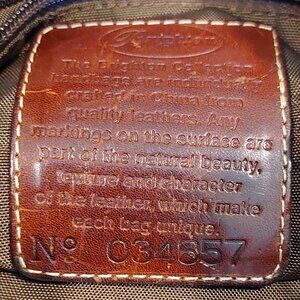 Brighton
The Brighton Collection
handbags are individually
crafted in China from
quality leathers. Any
markings on the surface are
part of the natural beauty,
texture and character
of the leather, which make
each bag unique.
Nº 034857